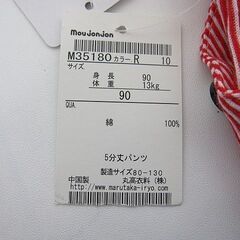 moujonjon
M35180 カラー. R 10
サイズ
身 長 90
体 重 13kg
90
QUA.
綿 100%
5分丈パンツ
製造サイズ80-130
中国製 丸高衣料(株)
http://www.marutaka-iryo.com